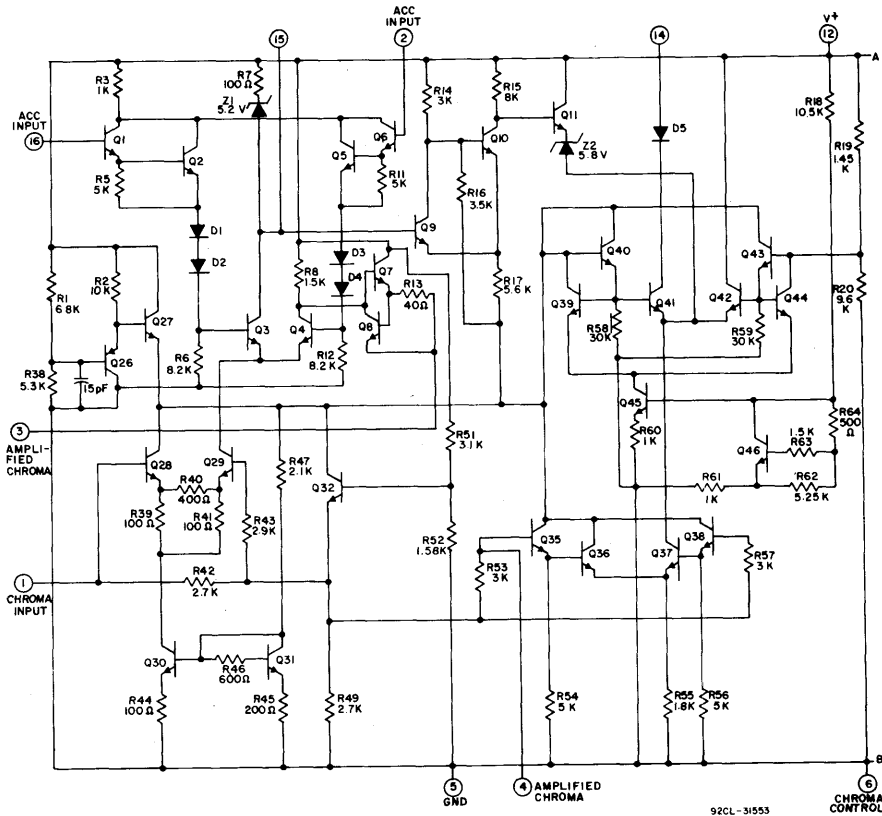 ACC
INPUT
2
V+
12
15
14
A
R3
1K
R7
100Ω
Z1
5.2 V
R14
3K
R15
8K
Q11
Z2
5.8V
D5
R18
10.5K
R19
1.45
K
ACC
INPUT
16
Q1
Q2
Q5
Q6
Q10
R5
5K
R11
5K
R16
3.5K
Q9
Q40
Q43
D1
D2
D3
D4
R8
1.5K
Q7
R13
40Ω
R17
5.6K
Q39
Q41
Q42
Q44
R20
9.6
K
R1
6.8K
R2
10K
Q27
Q3
Q4
Q8
R58
30K
R59
30K
R38
5.3K
Q26
15pF
R6
8.2K
R12
8.2K
Q45
R60
1K
Q46
1.5K
R63
R64
500
Ω
3
AMPLI-
FIED
CHROMA
R51
3.1K
R61
1K
R62
5.25K
Q28
Q29
R40
400Ω
R47
2.1K
Q32
R39
100Ω
R41
100Ω
R43
2.9K
R52
1.58K
Q35
Q36
Q37
Q38
R53
3K
R57
3K
1
CHROMA
INPUT
R42
2.7K
Q30
R46
600Ω
Q31
R44
100Ω
R45
200Ω
R49
2.7K
R54
5K
R55
1.8K
R56
5K
B
5
GND
4
AMPLIFIED
CHROMA
6
CHROMA
CONTROL
92CL-31553